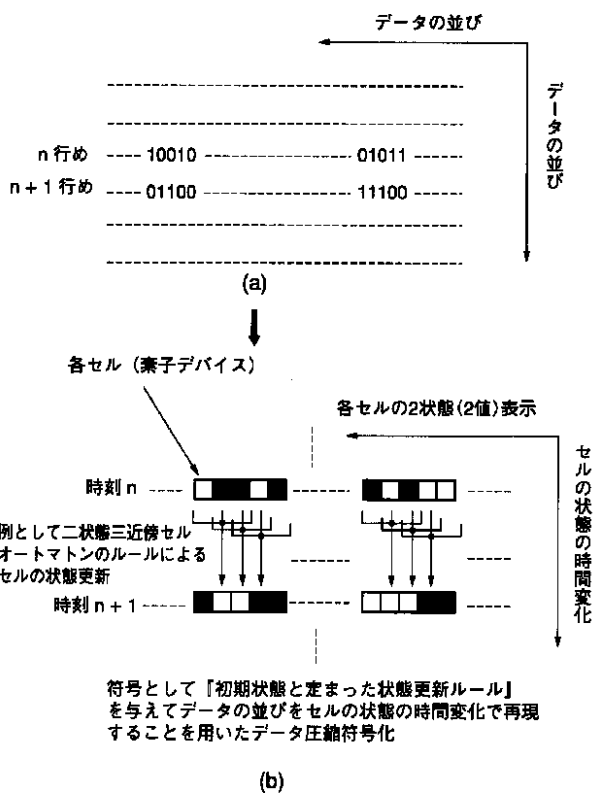 データの並び
データの並び
n 行め ---- 10010 ---- 01011 ----
n + 1 行め ---- 01100 ---- 11100 ----
(a)
各セル (素子デバイス)
各セルの2状態(2値)表示
セルの状態の時間変化
時刻 n
例として二状態三近傍セル
オートマトンのルールによる
セルの状態更新
時刻 n + 1
符号として『初期状態と定まった状態更新ルール』
を与えてデータの並びをセルの状態の時間変化で再現
することを用いたデータ圧縮符号化
(b)